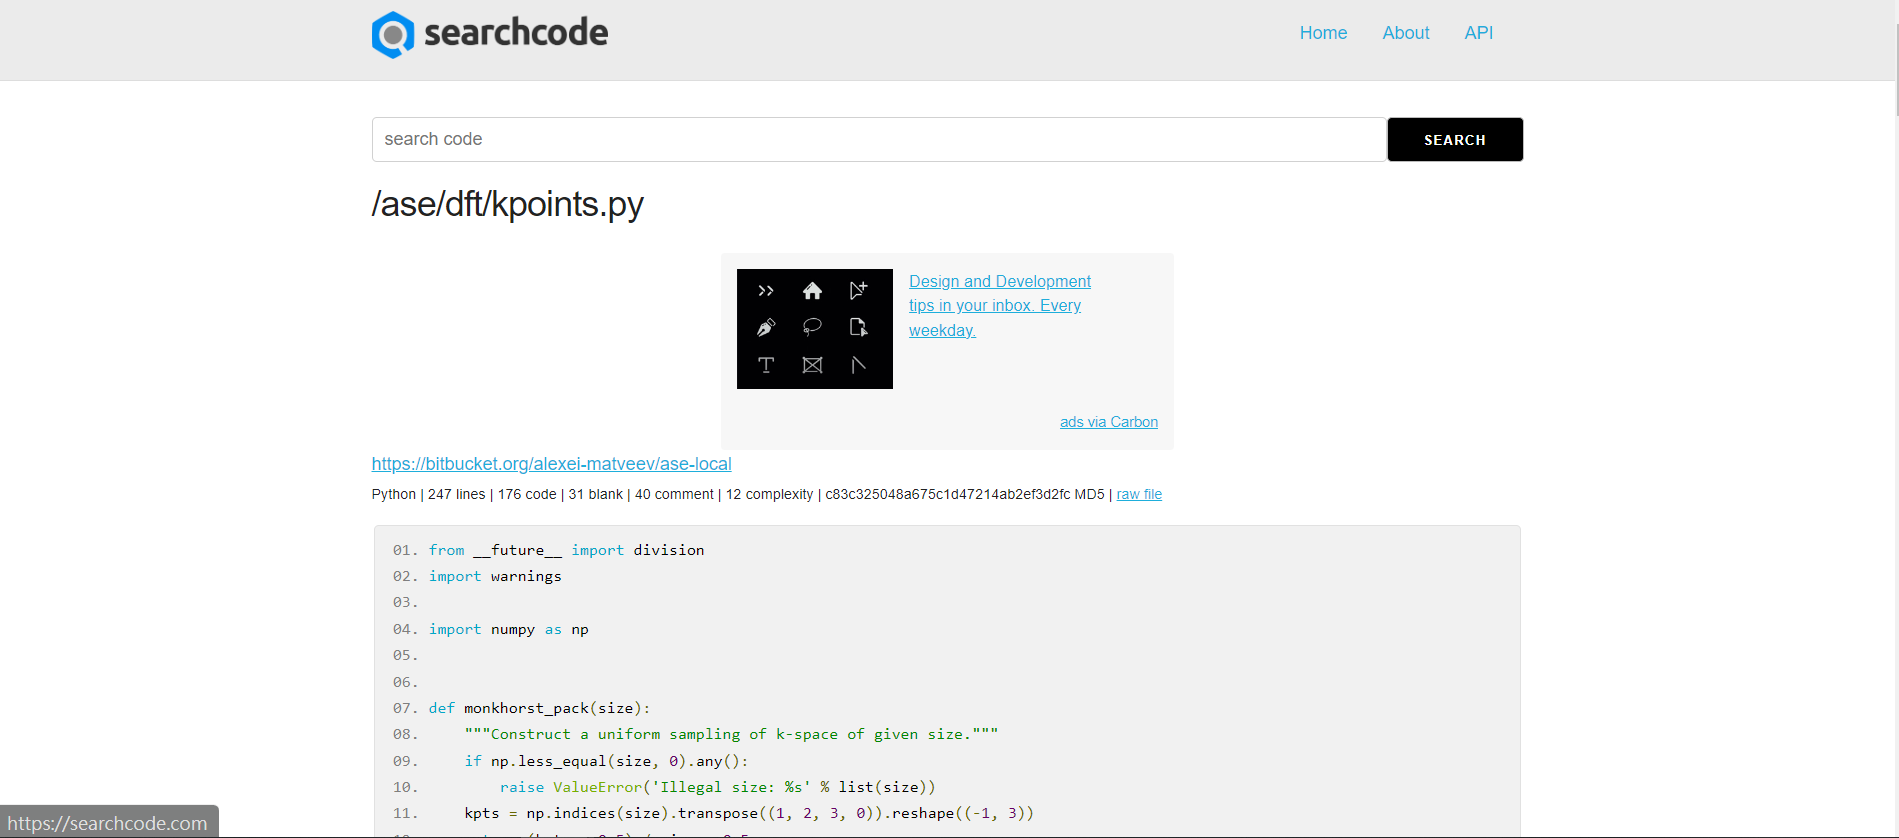 searchcode
Home About API
search code SEARCH
/ase/dft/kpoints.py
Design and Development
tips in your inbox. Every
weekday.
ads via Carbon
https://bitbucket.org/alexei-matveev/ase-local
Python | 247 lines | 176 code | 31 blank | 40 comment | 12 complexity | c83c325048a675c1d47214ab2ef3d2fc MD5 | raw file
01. from __future__ import division
02. import warnings
03.
04. import numpy as np
05.
06.
07. def monkhorst_pack(size):
08.     """Construct a uniform sampling of k-space of given size."""
09.     if np.less_equal(size, 0).any():
10.         raise ValueError('Illegal size: %s' % list(size))
11.     kpts = np.indices(size).transpose((1, 2, 3, 0)).reshape((-1, 3))
https://searchcode.com